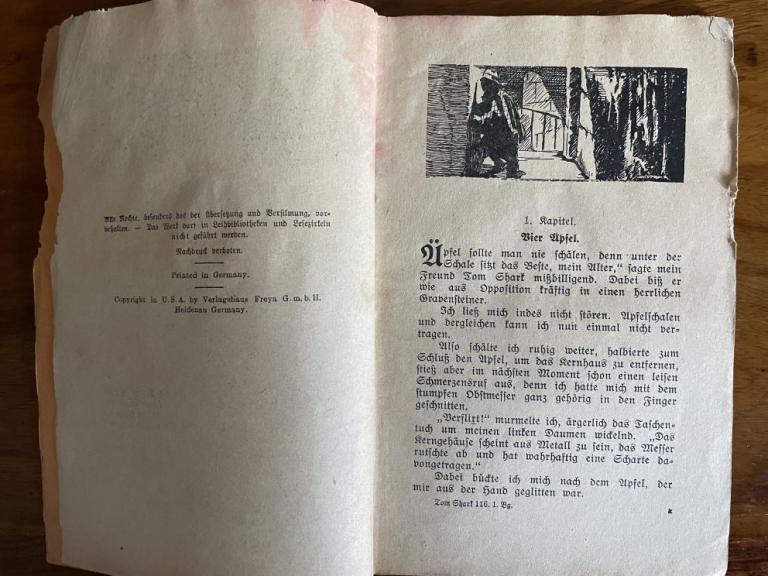 Alle Rechte, besonders das der Übersetzung und Verfilmung, vor-
behalten. — Das Werk darf in Leihbibliotheken und Lesezirkeln
nicht geführt werden.
Nachdruck verboten.
Printed in Germany.
Copyright in U.S.A. by Verlagshaus Freya G. m. b. H.
Heidenau Germany.
1. Kapitel.
Vier Äpfel.
Äpfel sollte man nie schälen, denn unter der
Schale sitzt das Beste, mein Alter,“ sagte mein
Freund Tom Shark mißbilligend. Dabei biß er
wie aus Opposition kräftig in einen herrlichen
Gravensteiner.
Ich ließ mich indes nicht stören. Apfelschalen
und dergleichen kann ich nun einmal nicht ver-
tragen.
Also schälte ich ruhig weiter, halbierte zum
Schluß den Apfel, um das Kernhaus zu entfernen,
stieß aber im nächsten Moment schon einen leisen
Schmerzensruf aus, denn ich hatte mich mit dem
stumpfen Obstmesser ganz gehörig in den Finger
geschnitten.
„Verflixt!“ murmelte ich, ärgerlich das Taschen-
tuch um meinen linken Daumen wickelnd. „Das
Kerngehäuse scheint aus Metall zu sein, das Messer
rutschte ab und hat wahrhaftig eine Scharte da-
vongetragen.“
Dabei bückte ich mich nach dem Apfel, der
mir aus der Hand geglitten war.
Tom Shark 116. 1. Bg.
*